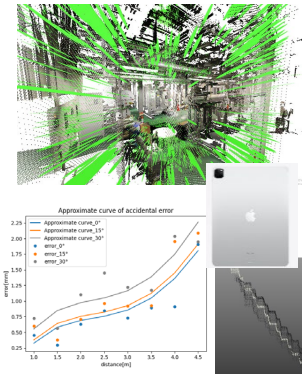 Approximate curve of accidental error
2.25
2.00
1.75
1.50
1.25
1.00
0.75
0.50
0.25
error[mm]
Approximate curve_0°
Approximate curve_15°
Approximate curve_30°
error_0°
error_15°
error_30°
1.0 1.5 2.0 2.5 3.0 3.5 4.0 4.5
distance[m]